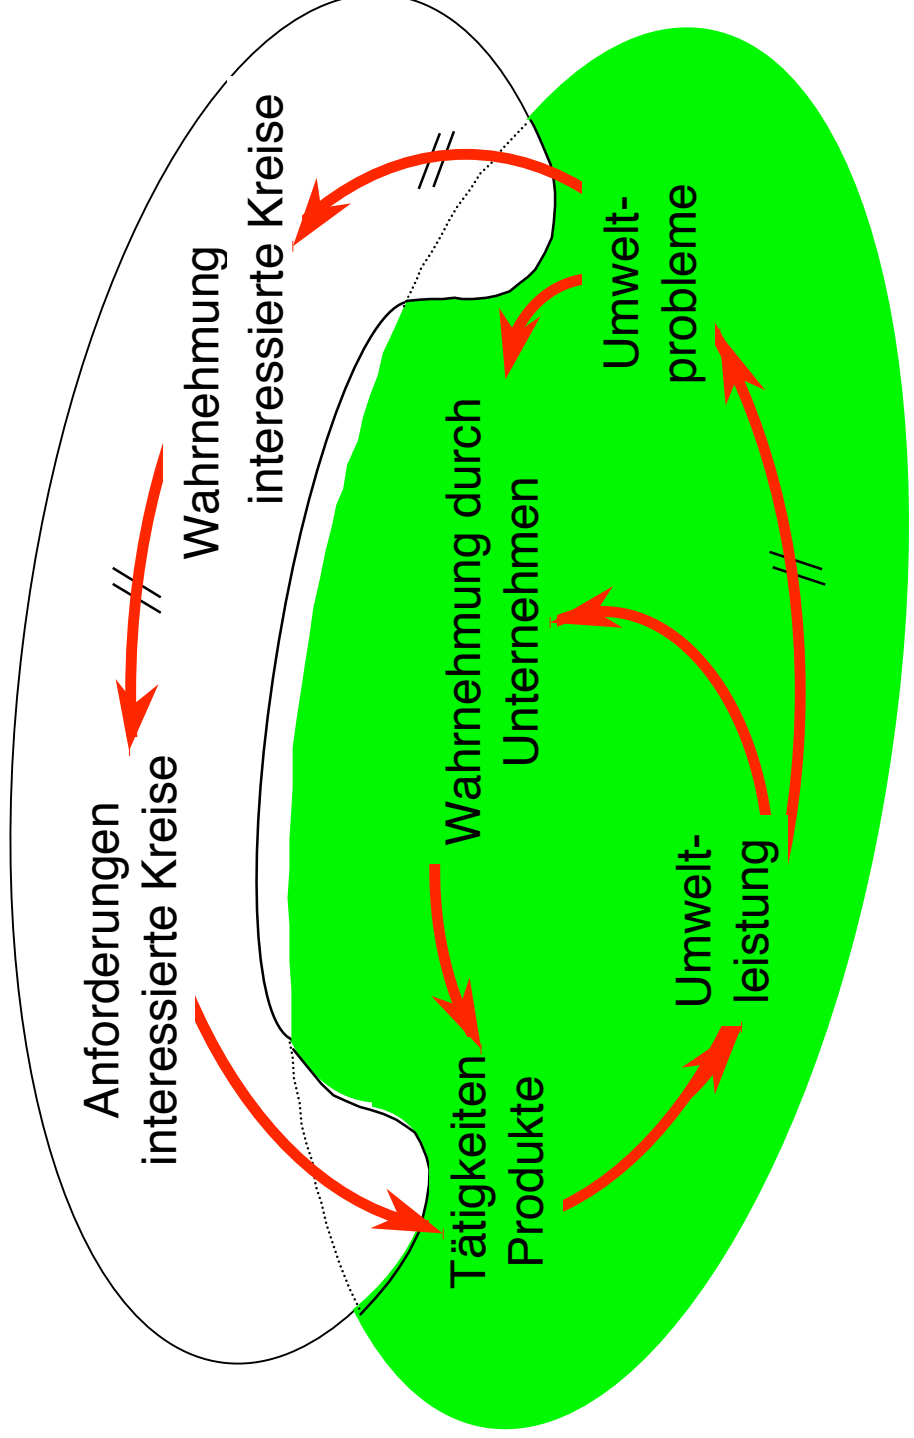 Anforderungen
interessierte Kreise
Wahrnehmung
interessierte Kreise
Tätigkeiten
Produkte
Wahrnehmung durch
Unternehmen
Umwelt-
probleme
Umwelt-
leistung